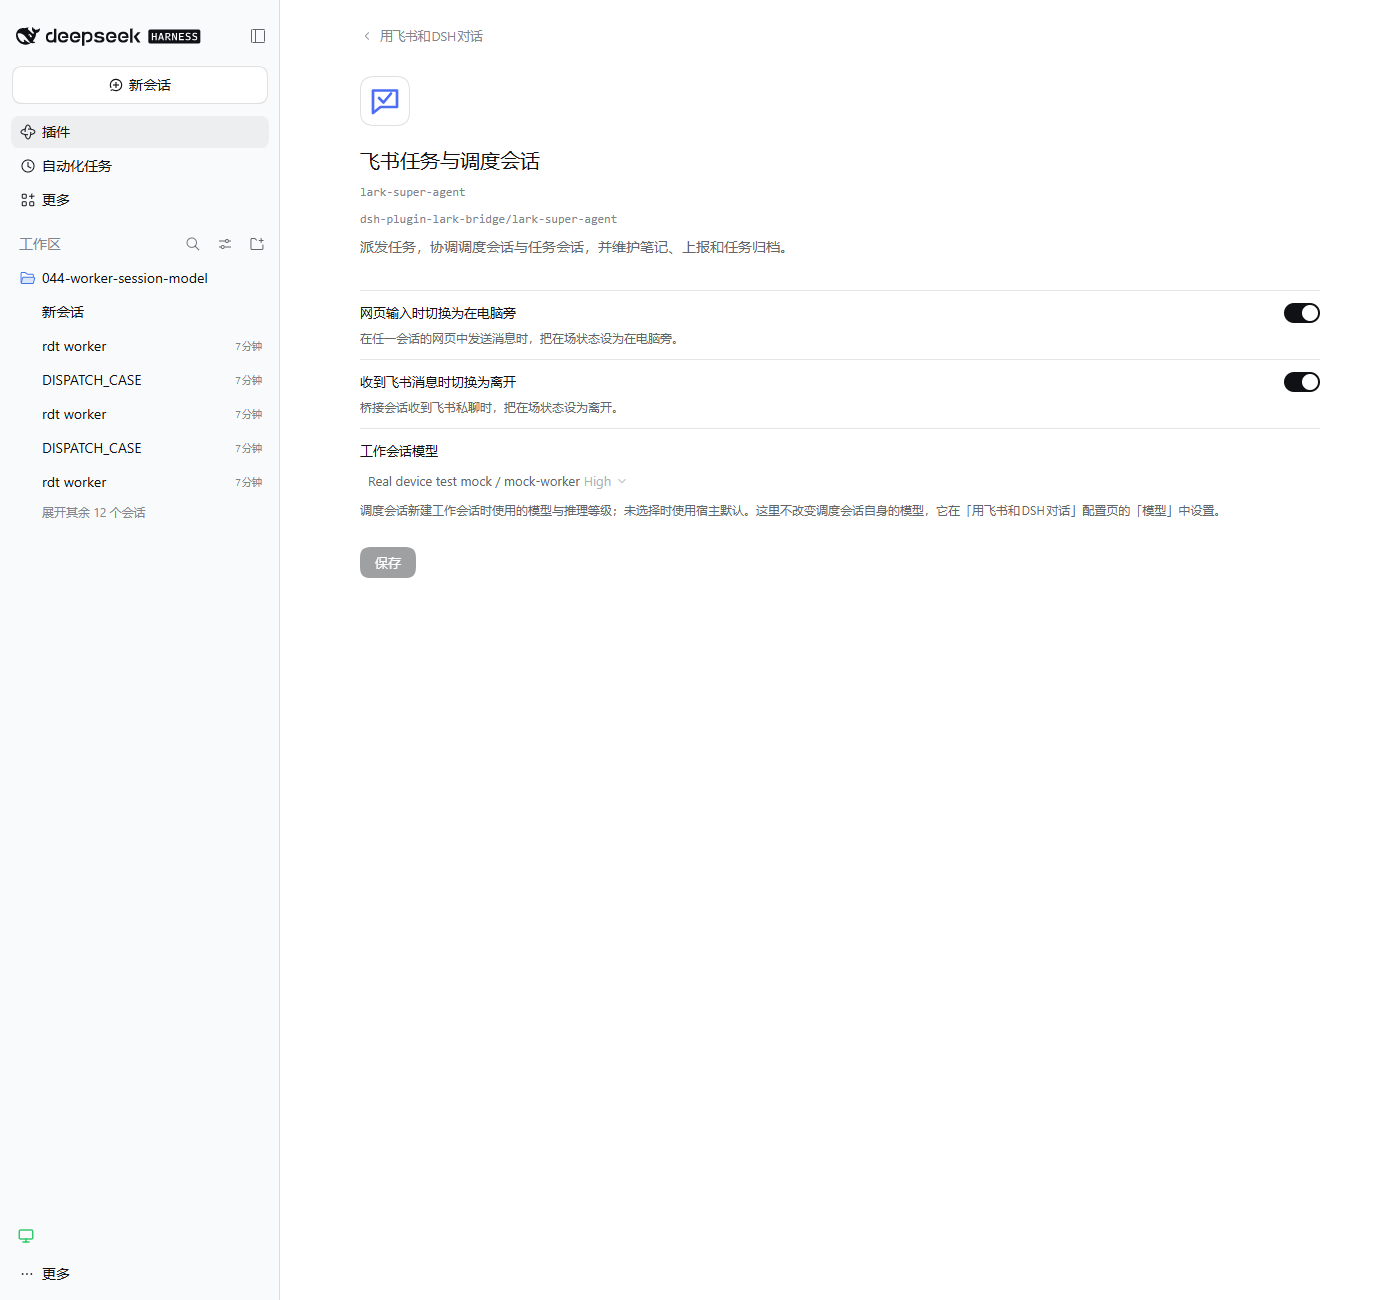 deepseek HARNESS
新会话
插件
自动化任务
更多
工作区
044-worker-session-model
新会话
rdt worker 7分钟
DISPATCH_CASE 7分钟
rdt worker 7分钟
DISPATCH_CASE 7分钟
rdt worker 7分钟
展开其余 12 个会话
更多
用飞书和DSH对话
飞书任务与调度会话
lark-super-agent
dsh-plugin-lark-bridge/lark-super-agent
派发任务，协调调度会话与任务会话，并维护笔记、上报和任务归档。
网页输入时切换为在电脑旁
在任一会话的网页中发送消息时，把在场状态设为在电脑旁。
收到飞书消息时切换为离开
桥接会话收到飞书私聊时，把在场状态设为离开。
工作会话模型
Real device test mock / mock-worker High
调度会话新建工作会话时使用的模型与推理等级；未选择时使用宿主默认。这里不改变调度会话自身的模型，它在「用飞书和DSH对话」配置页的「模型」中设置。
保存